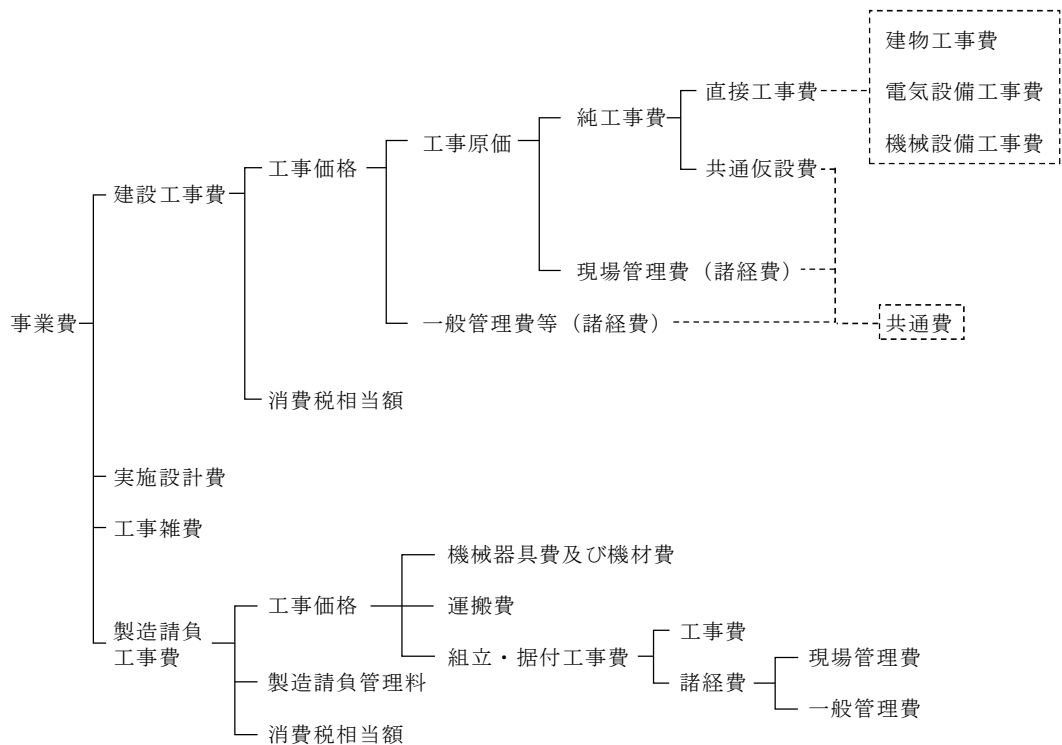 建物工事費
直接工事費
電気設備工事費
純工事費
工事原価
機械設備工事費
工事価格
共通仮設費
建設工事費
現場管理費（諸経費）
事業費
一般管理費等（諸経費）
共通費
消費税相当額
実施設計費
工事雑費
機械器具費及び機材費
工事価格
運搬費
製造請負
工事費
工事費
組立・据付工事費
現場管理費
製造請負管理料
諸経費
一般管理費
消費税相当額